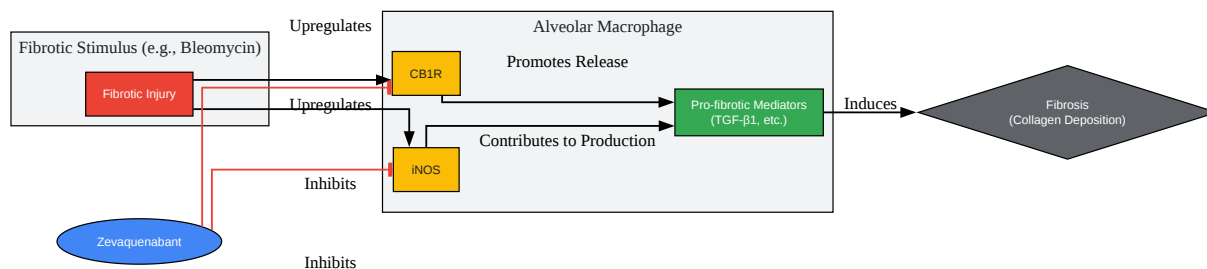 Upregulates
Fibrotic Stimulus (e.g., Bleomycin)
Fibrotic Injury
Alveolar Macrophage
CB1R
Promotes Release
Upregulates
iNOS
Contributes to Production
Pro-fibrotic Mediators
(TGF-β1, etc.)
Induces
Fibrosis
(Collagen Deposition)
Inhibits
Zevaquenabant
Inhibits